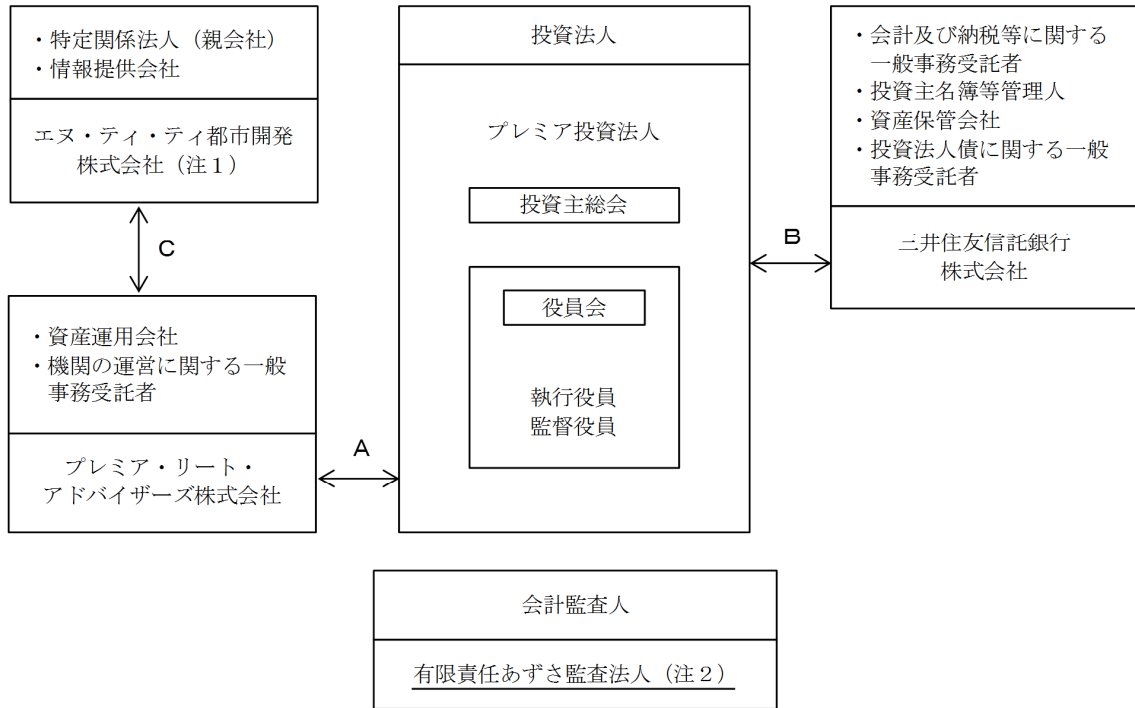 ・特定関係法人（親会社）
・情報提供会社
エヌ・ティ・ティ都市開発
株式会社（注１）
C
・資産運用会社
・機関の運営に関する一般
事務受託者
プレミア・リート・
アドバイザーズ株式会社
A
投資法人
プレミア投資法人
投資主総会
役員会
執行役員
監督役員
B
・会計及び納税等に関する
一般事務受託者
・投資主名簿等管理人
・資産保管会社
・投資法人債に関する一般
事務受託者
三井住友信託銀行
株式会社
会計監査人
有限責任あずさ監査法人（注２）